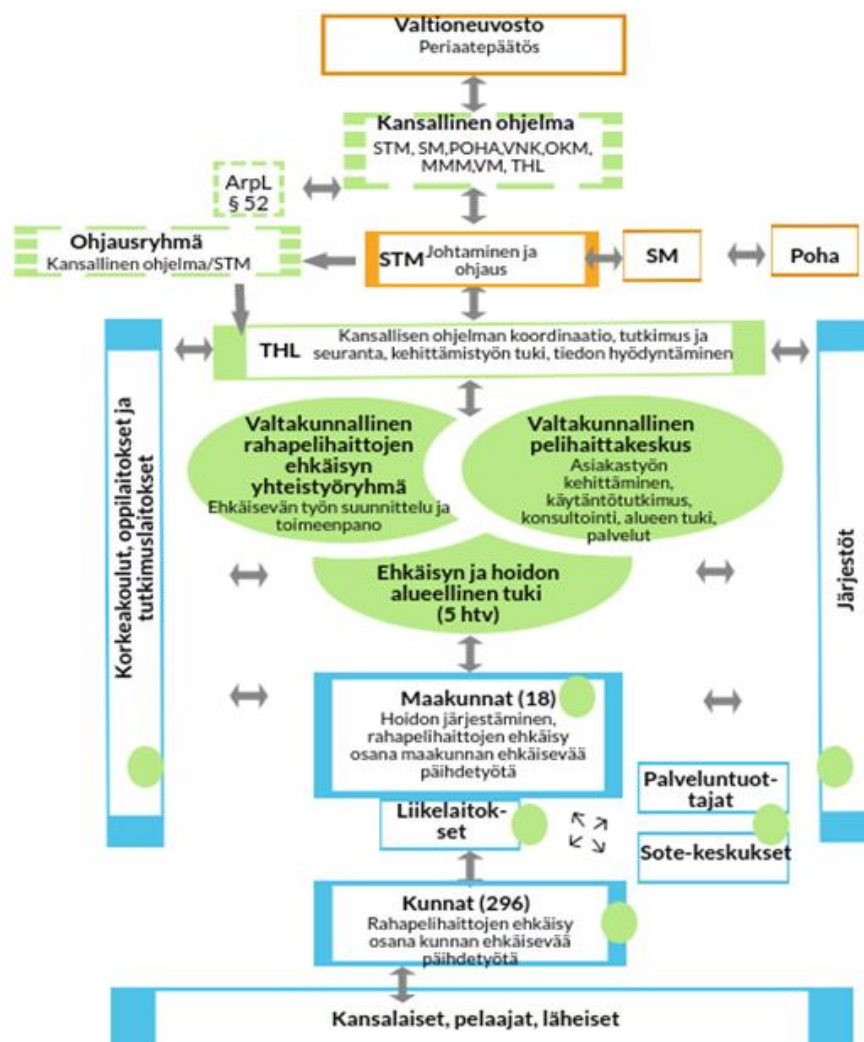 Valtioneuvosto
Periaatepäätös
Kansallinen ohjelma
STM, SM,POHA,VNK,OKM,
MMM,VM, THL
ArpL
§ 52
Ohjausryhmä
Kansallinen ohjelma/STM
STM Johtaminen ja
ohjaus
SM
Poha
THL
Kansallisen ohjelman koordinaatio, tutkimus ja
seuranta, kehittämistyön tuki, tiedon hyödyntäminen
Korkeakoulut, oppilaitokset ja
tutkimuslaitokset
Järjestöt
Valtakunnallinen
rahapelihaittojen
ehkäisyn
yhteistyöryhmä
Ehkäisevän työn suunnittelu ja
toimeenpano
Valtakunnallinen
pelihaittakeskus
Asiakastyön
kehittäminen,
käytäntötutkimus,
konsultointi, alueen tuki,
palvelut
Ehkäisyn ja hoidon
alueellinen tuki
(5 htv)
Maakunnat (18)
Hoidon järjestäminen,
rahapelihaittojen ehkäisy
osana maakunnan ehkäisevää
päihdetyötä
Liikelaitok-
set
Palveluntuot-
tajat
Sote-keskukset
Kunnat (296)
Rahapelihaittojen ehkäisy
osana kunnan ehkäisevää
päihdetyötä
Kansalaiset, pelaajat, läheiset